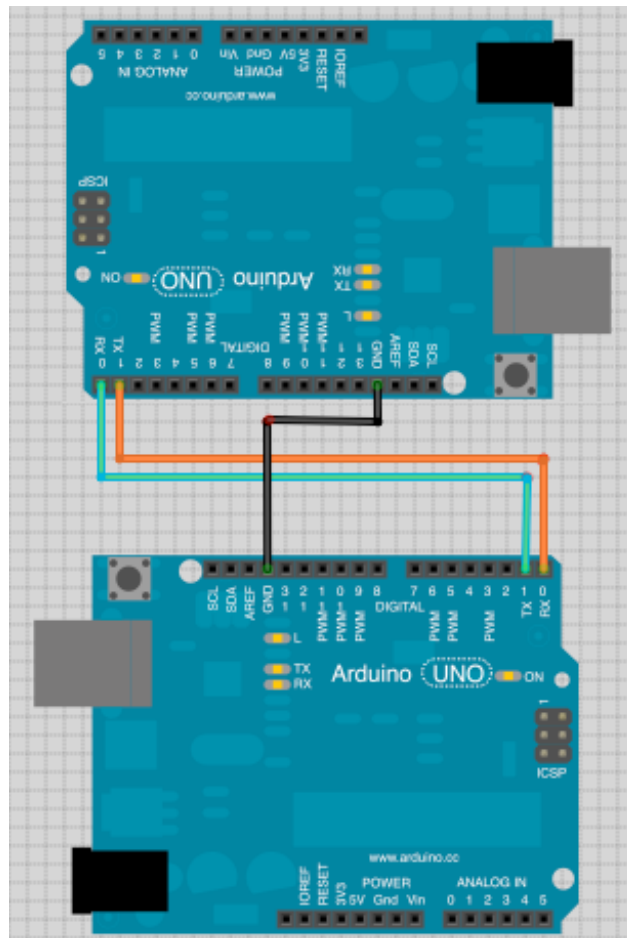 5 4 3 2 1 0
ANALOG IN
Vin Gnd 5V 3V3 RESET IOREF
POWER
www.arduino.cc
ICSP
1
RX
TX
L
ON
UNO
Arduino
RX TX
0 1 2 3 4 5 6 7
PWM PWM PWM
DIGITAL
8 9 10 11 12 13 GND AREF SDA SCL
PWM PWM PWM
SCL SDA AREF GND 13 12 11 10 9 8
PWM PWM PWM
DIGITAL
7 6 5 4 3 2 1 0
PWM PWM PWM
TX RX
L
TX
RX
Arduino UNO ON
1
ICSP
www.arduino.cc
POWER
ANALOG IN
IOREF RESET 3V3 5V Gnd Vin
0 1 2 3 4 5